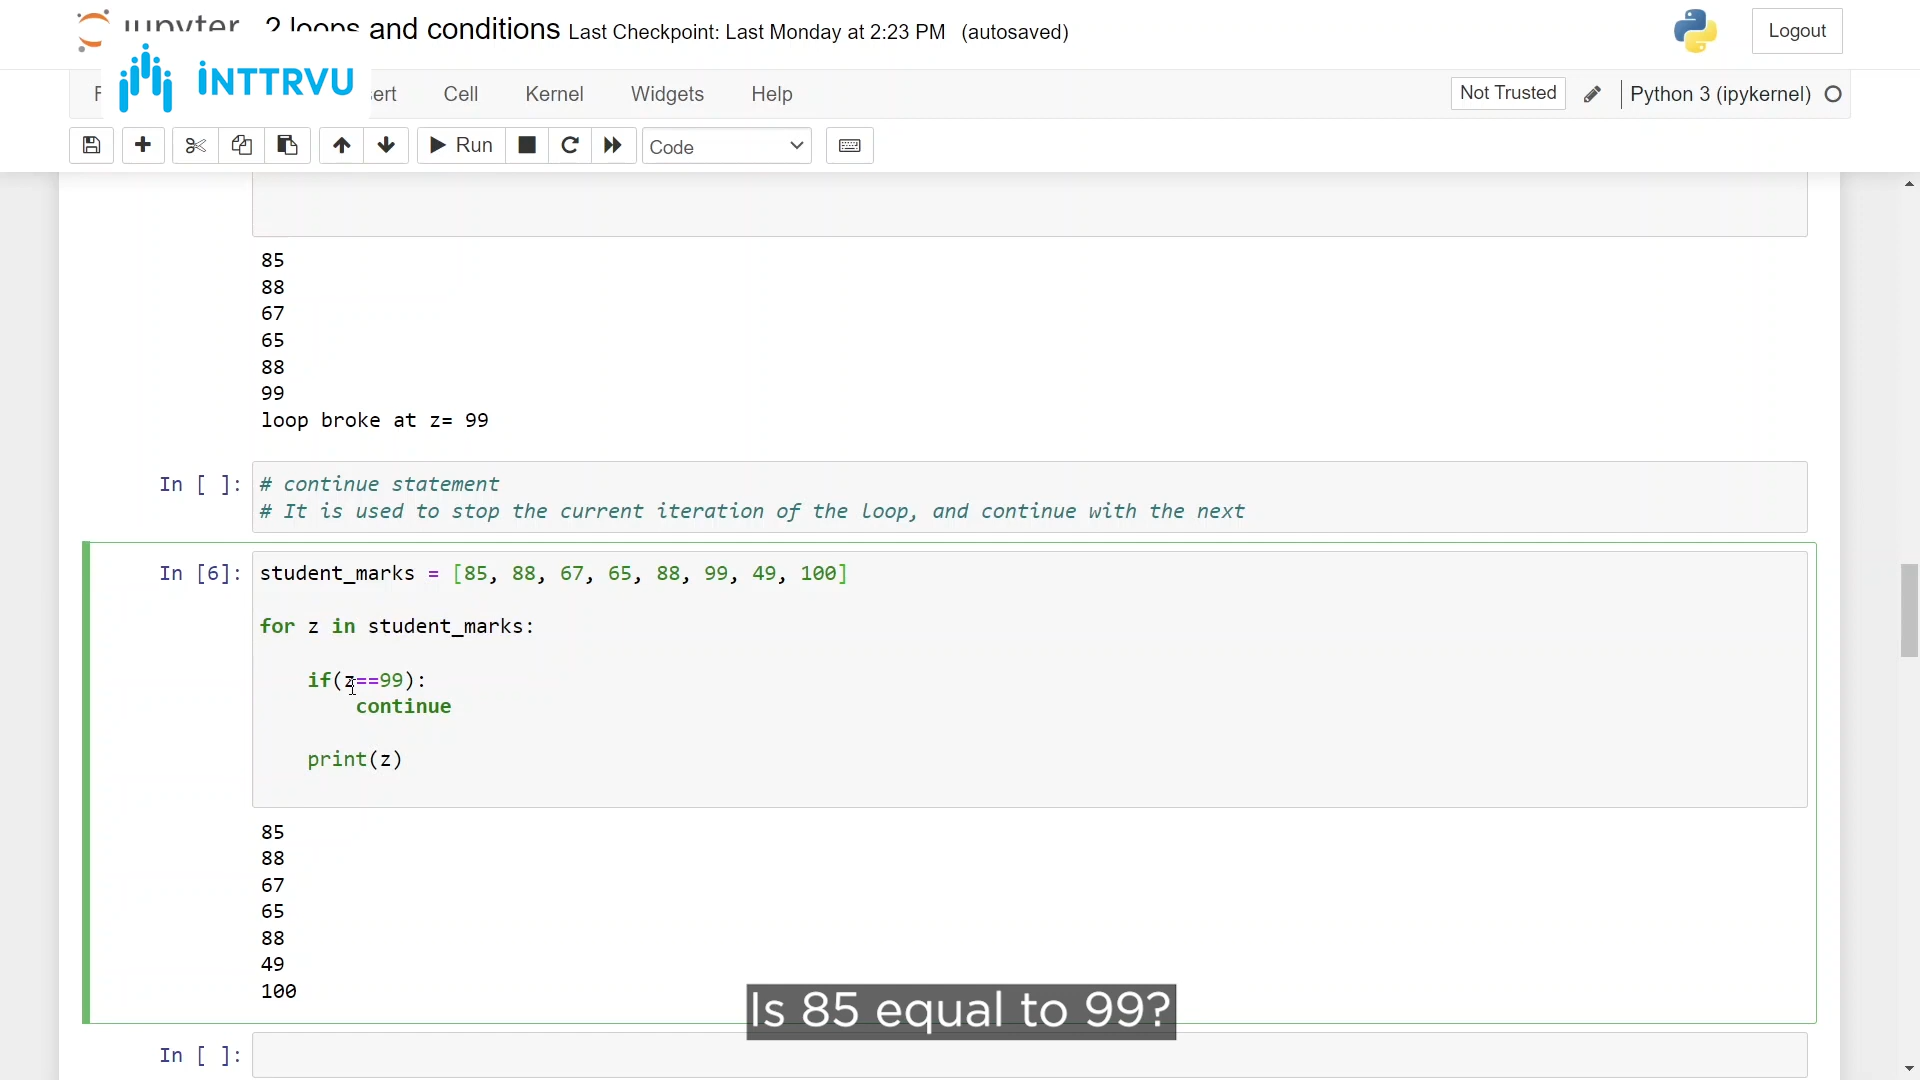 2 loops and conditions Last Checkpoint: Last Monday at 2:23 PM (autosaved)
Logout
iNTTRVU
Cell Kernel Widgets Help
Not Trusted
Python 3 (ipykernel)
Run
Code
85
88
67
65
88
99
loop broke at z= 99
In [ ]: # continue statement
# It is used to stop the current iteration of the loop, and continue with the next
In [6]: student_marks = [85, 88, 67, 65, 88, 99, 49, 100]
for z in student_marks:
if(z==99):
continue
print(z)
85
88
67
65
88
49
100
Is 85 equal to 99?
In [ ]: